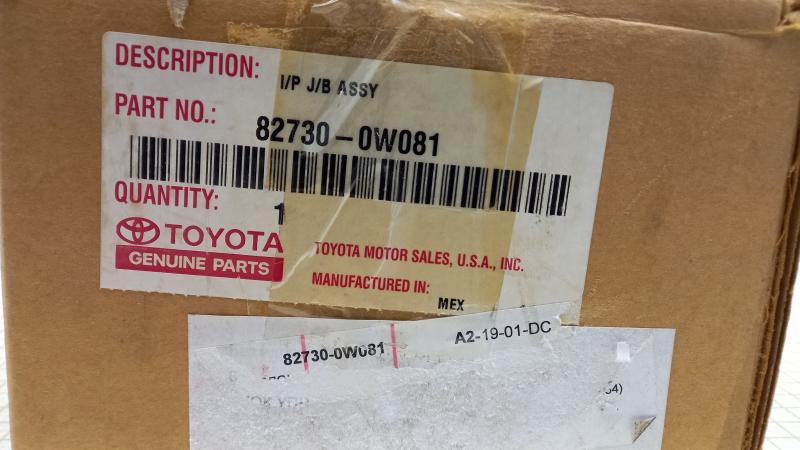 DESCRIPTION: I/P J/B ASSY
PART NO.: 82730-0W081
QUANTITY: 1
TOYOTA
GENUINE PARTS
TOYOTA MOTOR SALES, U.S.A., INC.
MANUFACTURED IN: MEX
82730-0W081 A2-19-01-DC